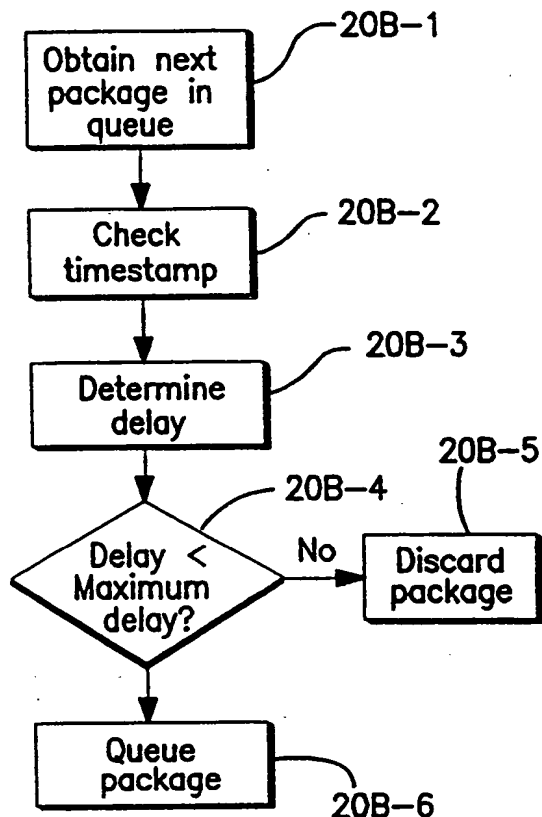 20B-1
Obtain next
package in
queue
20B-2
Check
timestamp
20B-3
Determine
delay
20B-4
20B-5
Delay <
Maximum
delay?
No
Discard
package
Queue
package
20B-6